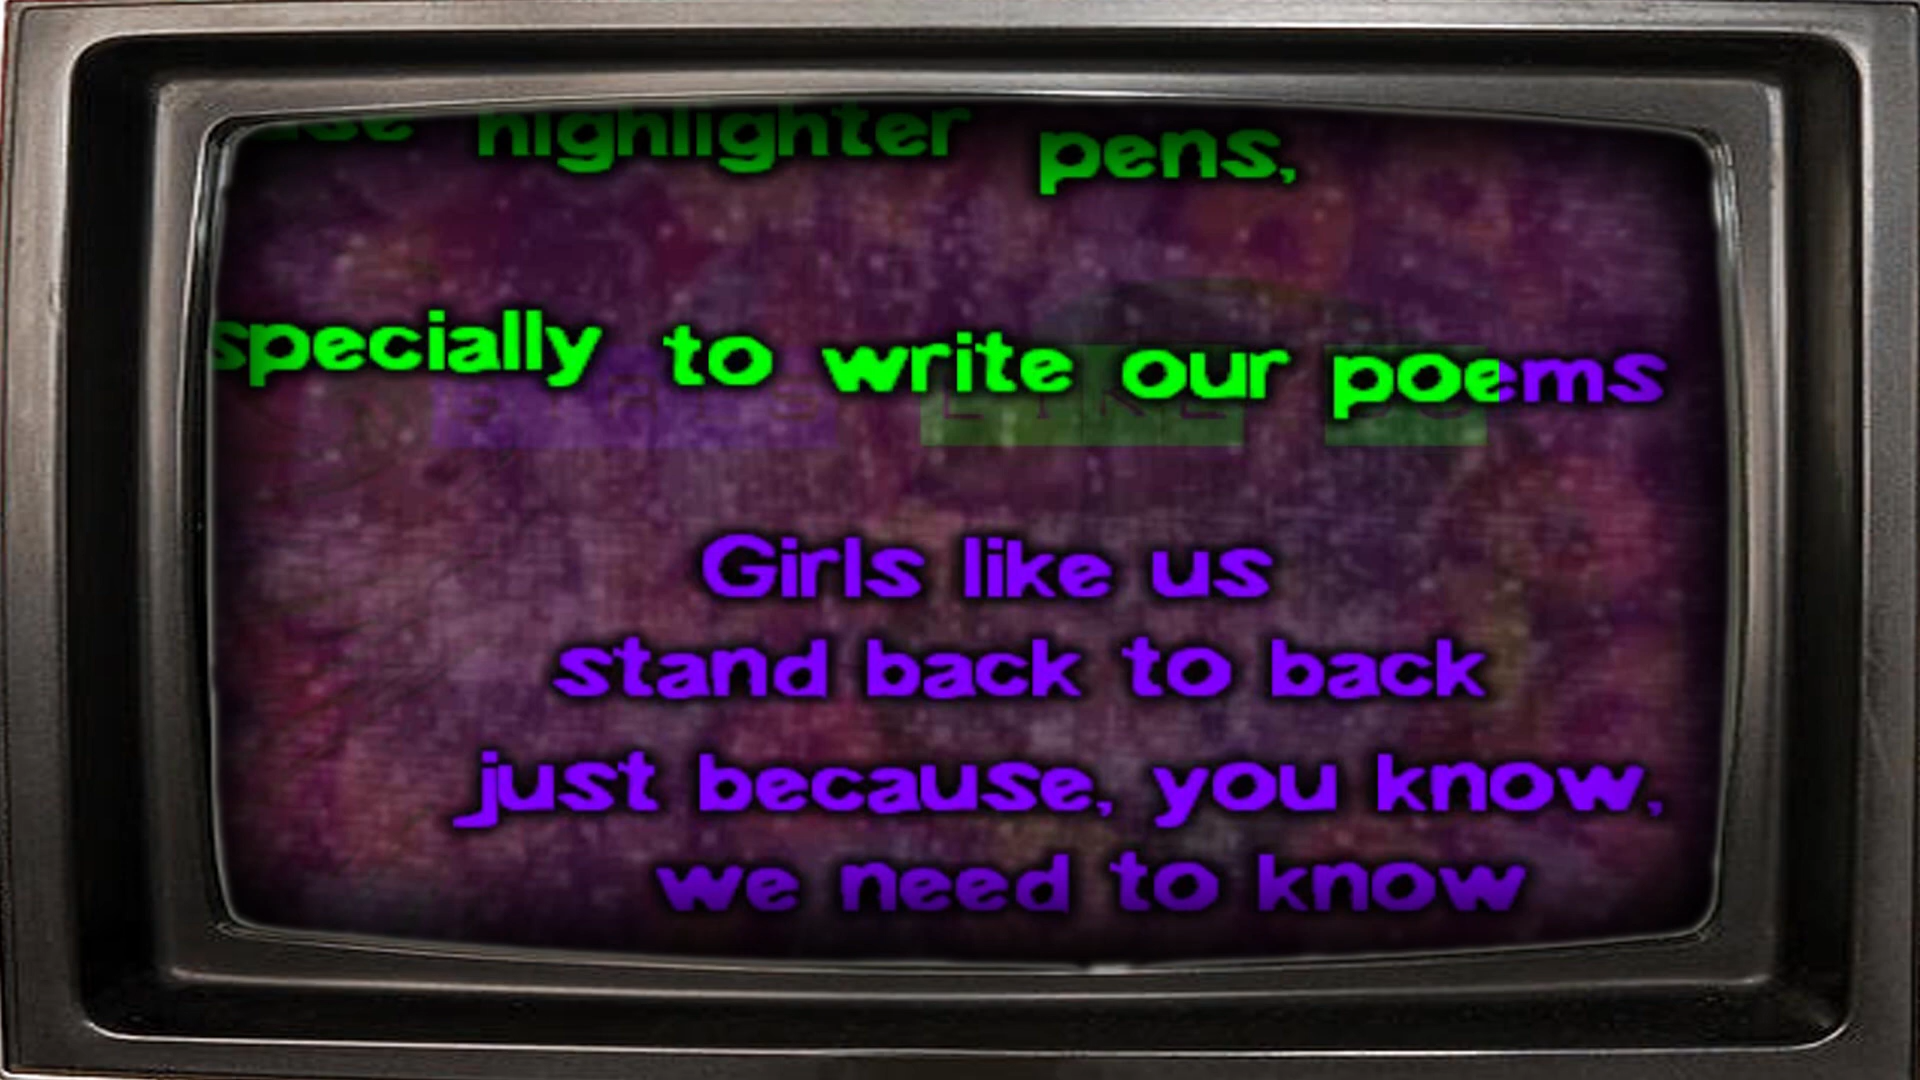 highlighter pens,
specially to write our poems
Girls like us
stand back to back
just because, you know,
we need to know